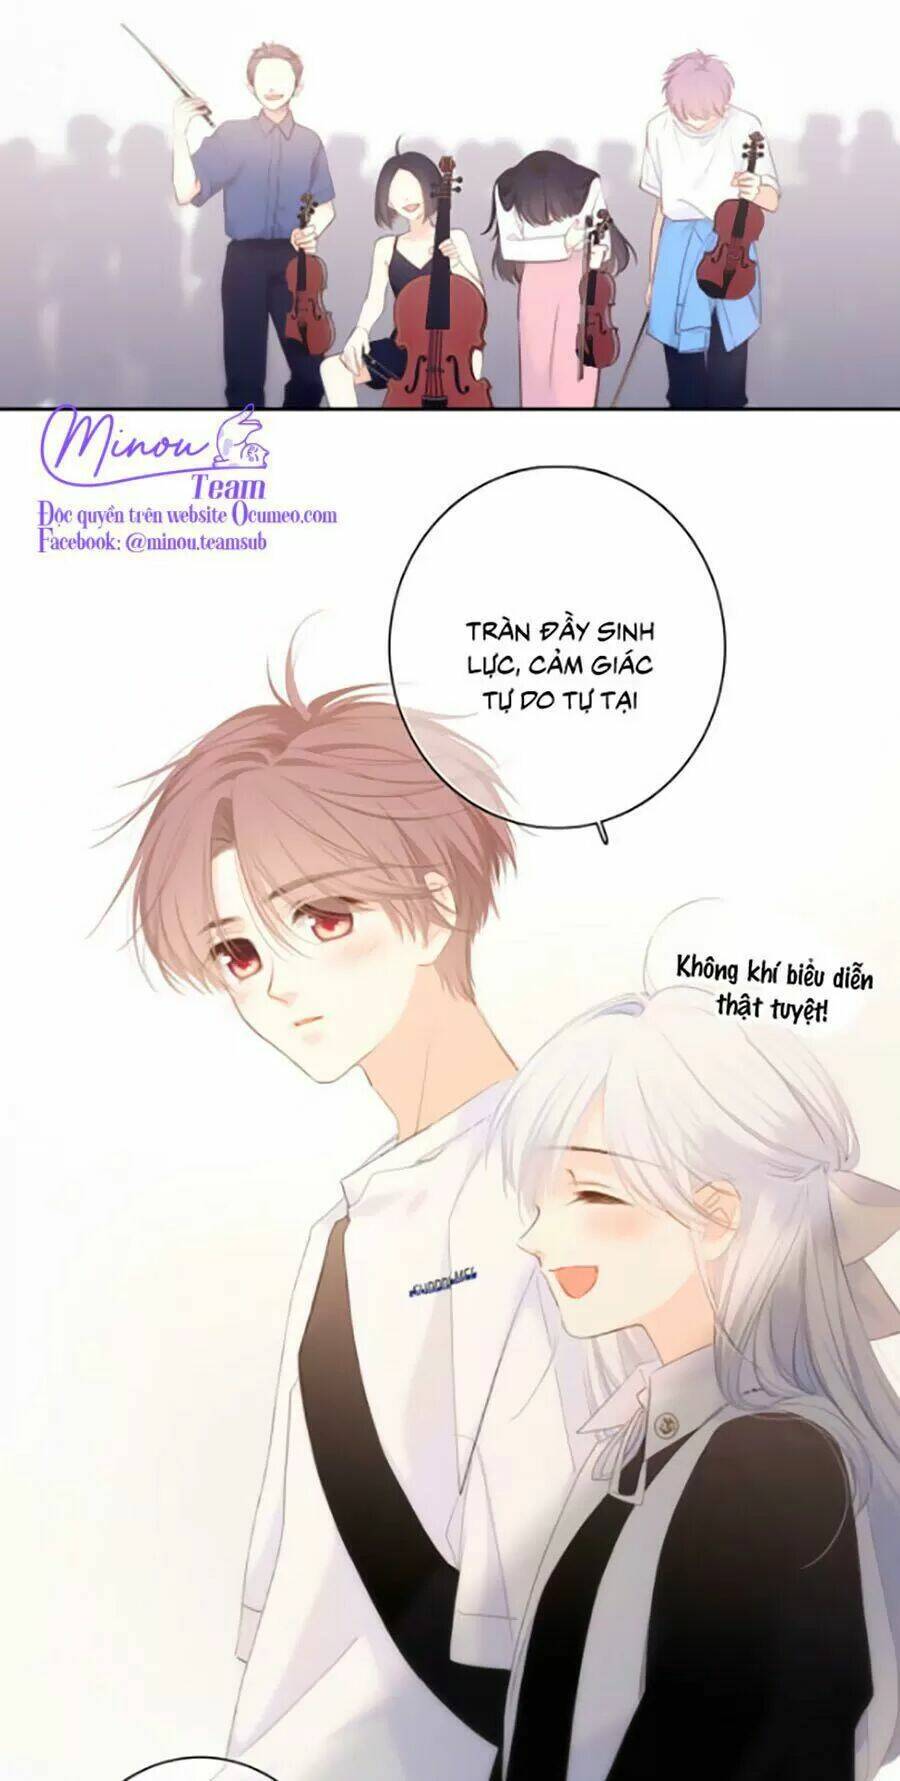 Minou
Team
Độc quyền trên website Ocumeo.com
Facebook: @minou.teamsub
TRÀN ĐẦY SINH
LỰC, CẢM GIÁC
TỰ DO TỰ TẠI
Không khí biểu diễn
thật tuyệt!